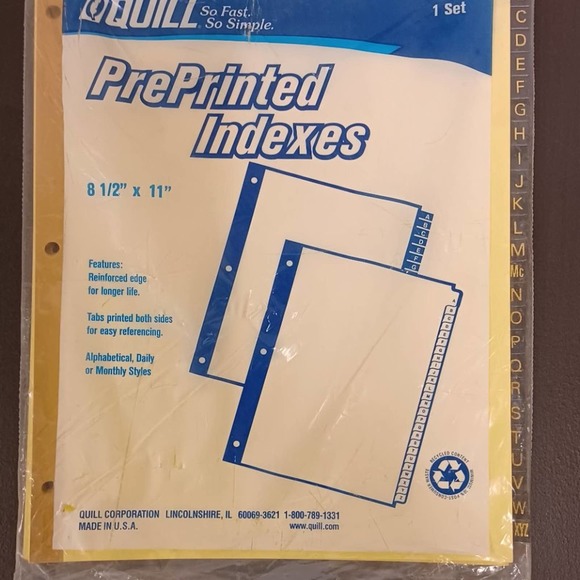 QUILL So Fast.
So Simple.
1 Set
PrePrinted
Indexes
8 1/2" x 11"
Features:
Reinforced edge
for longer life.
Tabs printed both sides
for easy referencing.
Alphabetical, Daily
or Monthly Styles
A
B
C
D
E
F
G
RECYCLED CONTENT
QUILL CORPORATION LINCOLNSHIRE, IL 60069-3621 1-800-789-1331
MADE IN U.S.A. www.quill.com
C
D
E
F
G
H
I
J
K
L
M
Mc
N
O
P
Q
R
S
T
U
V
W
XYZ